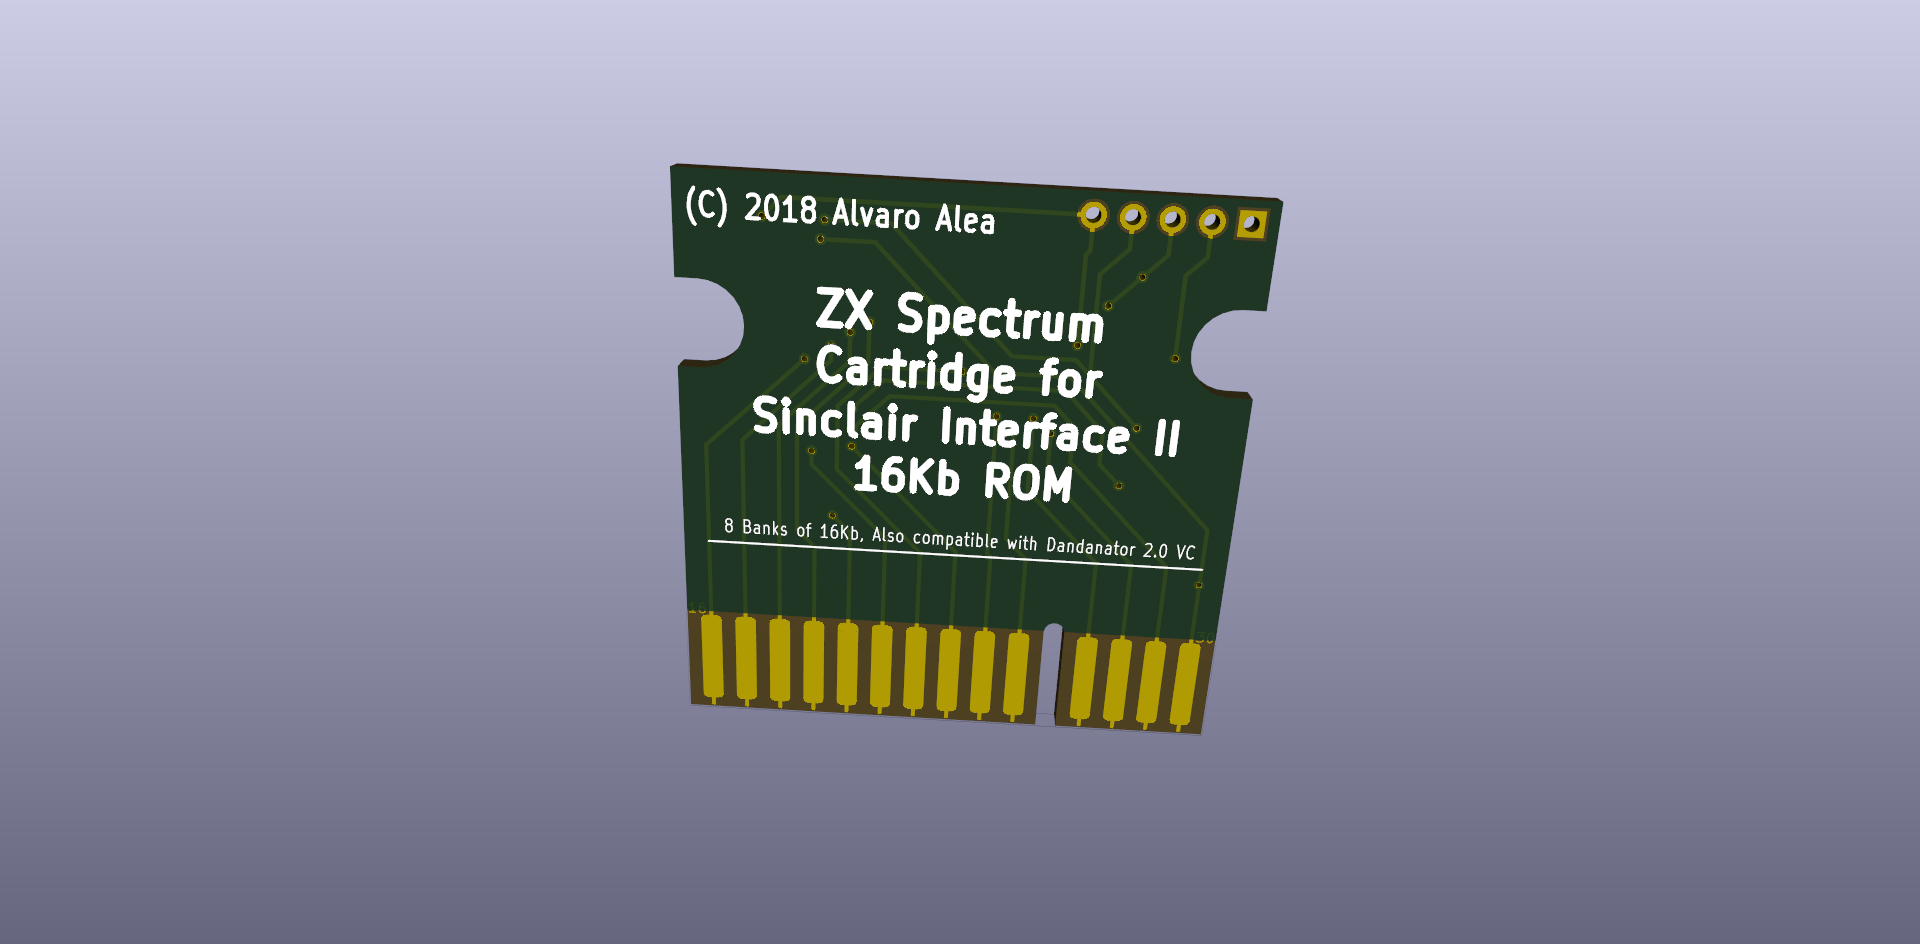 (C) 2018 Alvaro Alea
ZX Spectrum
Cartridge for
Sinclair Interface II
16Kb ROM
8 Banks of 16Kb, Also compatible with Dandanator 2.0 VC
30